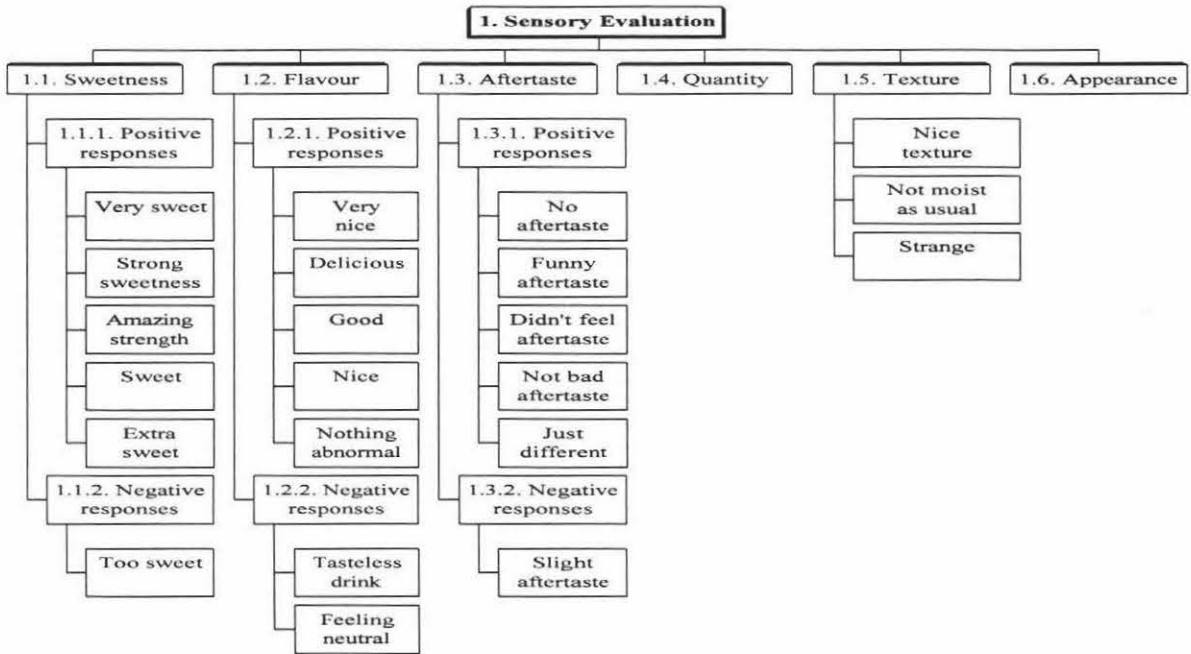 1. Sensory Evaluation
1.1. Sweetness
1.2. Flavour
1.3. Aftertaste
1.4. Quantity
1.5. Texture
1.6. Appearance
1.1.1. Positive
responses
Very sweet
Strong
sweetness
Amazing
strength
Sweet
Extra
sweet
1.1.2. Negative
responses
Too sweet
1.2.1. Positive
responses
Very
nice
Delicious
Good
Nice
Nothing
abnormal
1.2.2. Negative
responses
Tasteless
drink
Feeling
neutral
1.3.1. Positive
responses
No
aftertaste
Funny
aftertaste
Didn't feel
aftertaste
Not bad
aftertaste
Just
different
1.3.2. Negative
responses
Slight
aftertaste
Nice
texture
Not moist
as usual
Strange